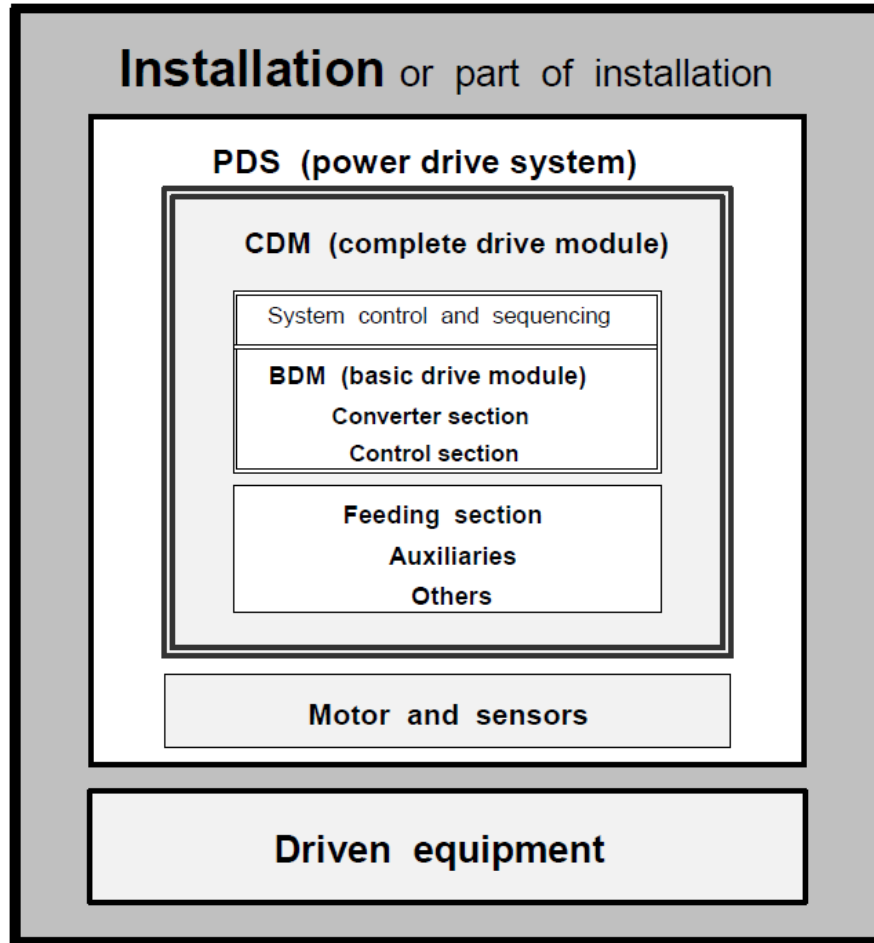 Installation or part of installation
PDS (power drive system)
CDM (complete drive module)
System control and sequencing
BDM (basic drive module)
Converter section
Control section
Feeding section
Auxiliaries
Others
Motor and sensors
Driven equipment